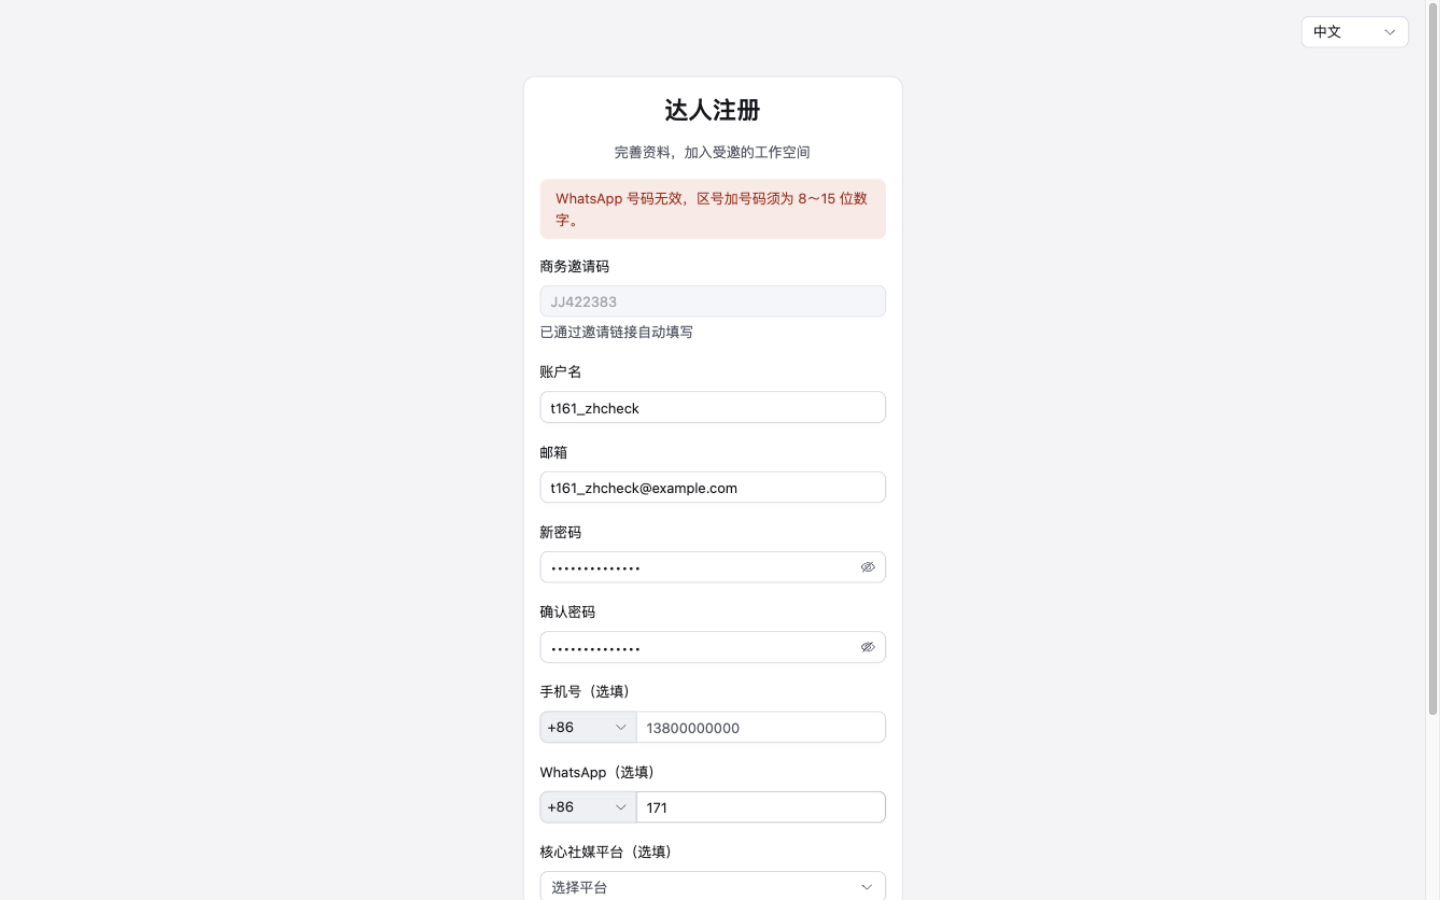 中文
达人注册
完善资料，加入受邀的工作空间
WhatsApp 号码无效，区号加号码须为 8～15 位数
字。
商务邀请码
JJ422383
已通过邀请链接自动填写
账户名
t161_zhcheck
邮箱
t161_zhcheck@example.com
新密码
••••••••••••••
确认密码
••••••••••••••
手机号（选填）
+86 13800000000
WhatsApp（选填）
+86 171
核心社媒平台（选填）
选择平台